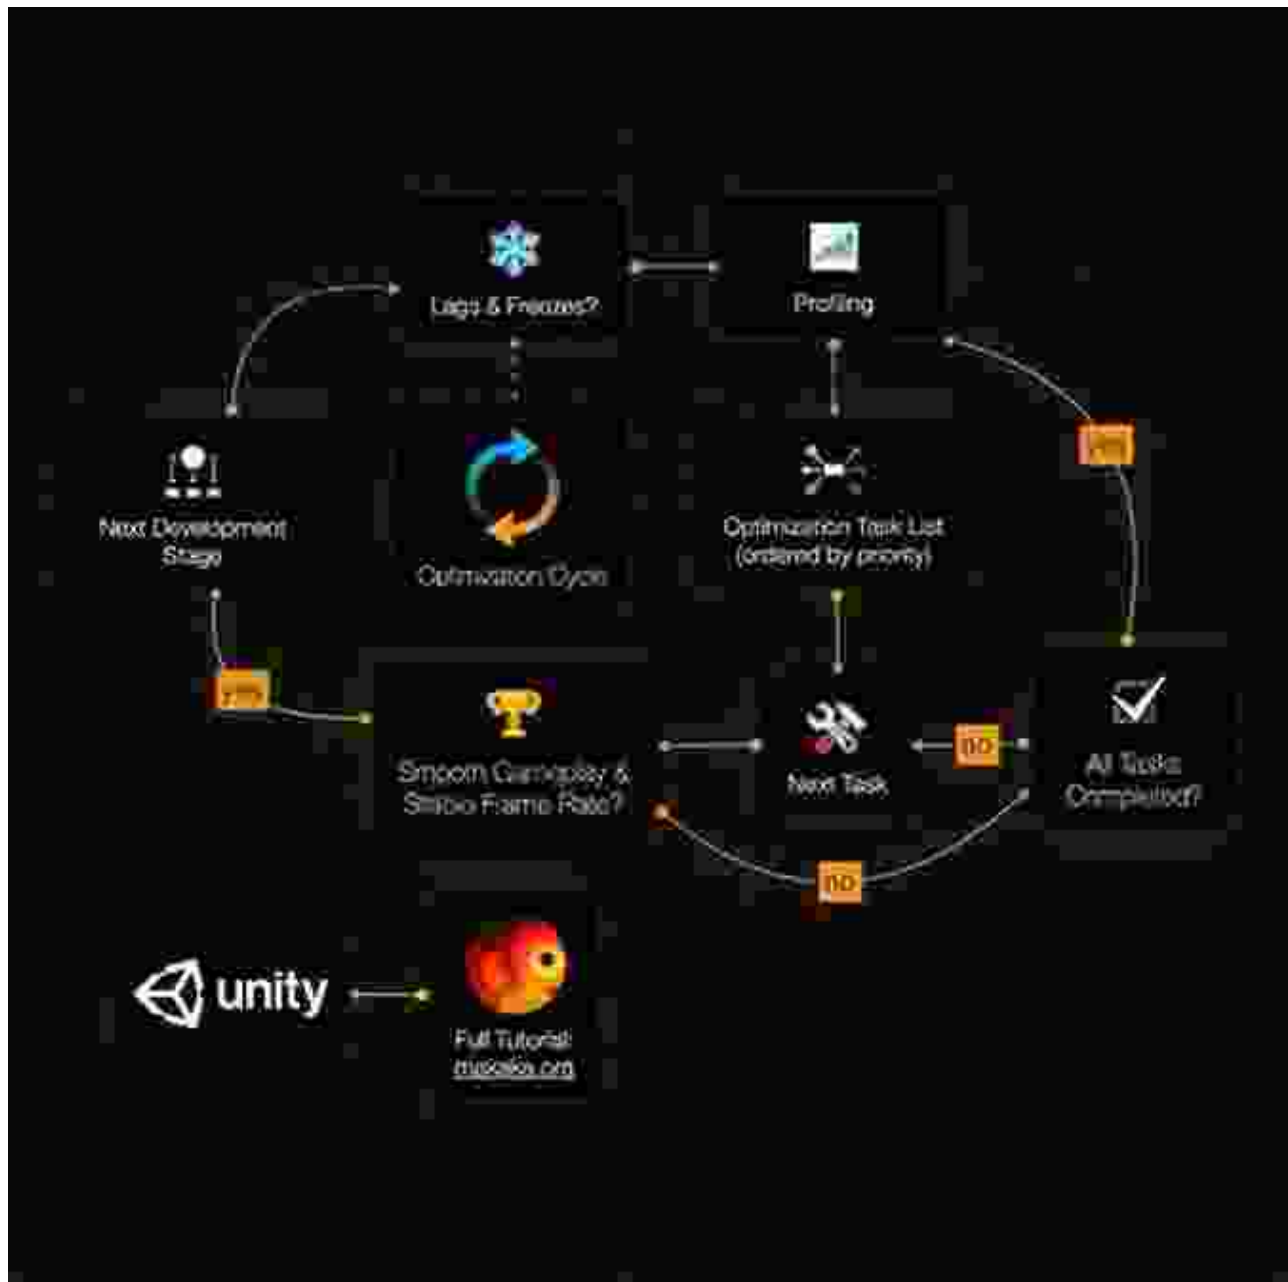 Lags & Freezes?
Profiling
yes
Next Development
Stage
Optimization Cycle
Optimization Task List
(ordered by priority)
yes
Smooth Gameplay &
Stable Frame Rate?
Next Task
no
All Tasks
Completed?
no
unity
Full Tutorial: